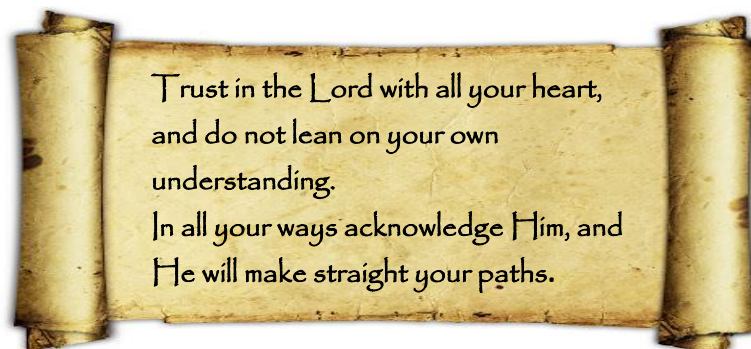 Trust in the Lord with all your heart,
and do not lean on your own
understanding.
In all your ways acknowledge Him, and
He will make straight your paths.